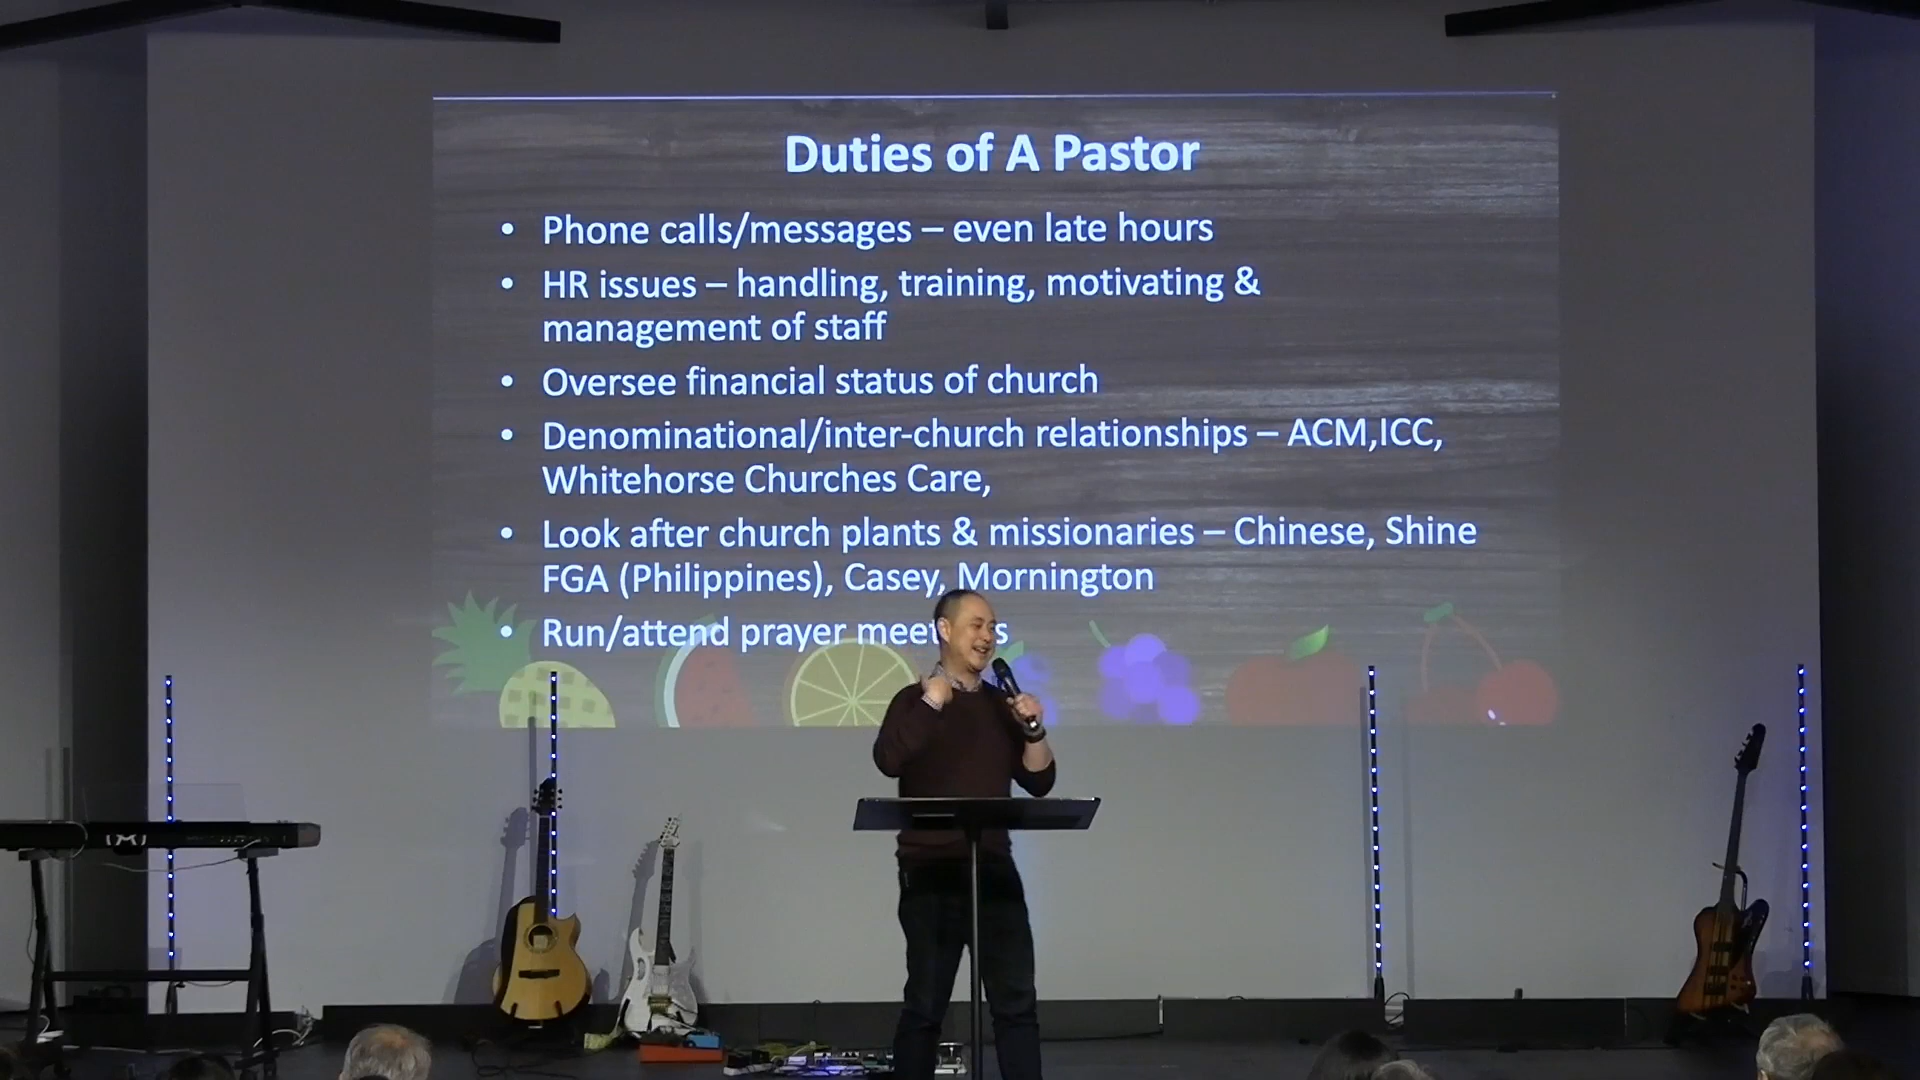 Duties of A Pastor
• Phone calls/messages – even late hours
• HR issues – handling, training, motivating &
management of staff
• Oversee financial status of church
• Denominational/inter-church relationships – ACM,ICC,
Whitehorse Churches Care,
• Look after church plants & missionaries – Chinese, Shine
FGA (Philippines), Casey, Mornington
• Run/attend prayer